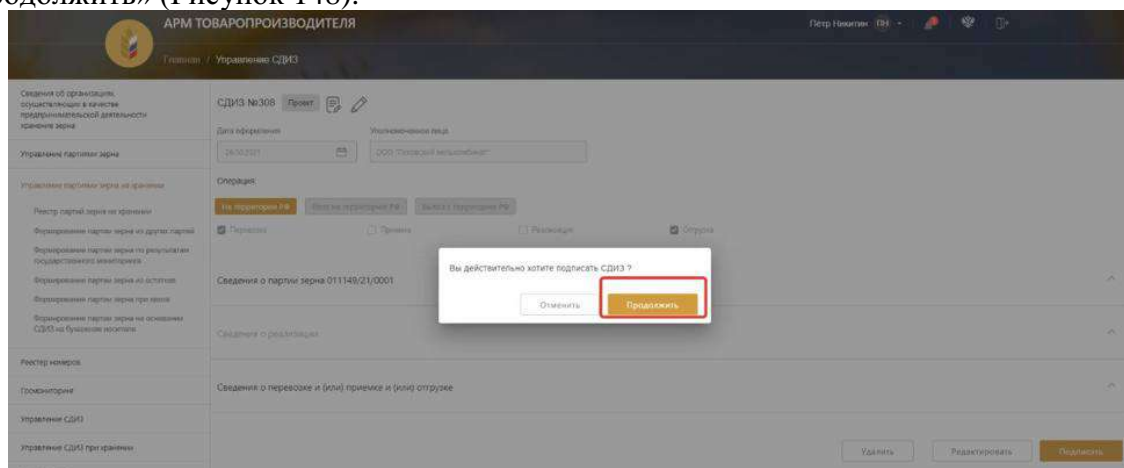 родолжить» (Рисунок 148).
АРМ ТОВАРОПРОИЗВОДИТЕЛЯ
Пётр Никитин ПН
Главная / Управление СДИЗ
Сведения об организациях,
осуществляющих в качестве
предпринимательской деятельности
хранение зерна
Управление партиями зерна
Управление партиями зерна на хранении
Реестр партий зерна на хранении
Формирование партии зерна из других партий
Формирование партии зерна по результатам
государственного мониторинга
Формирование партии зерна из остатков
Формирование партии зерна при ввозе
Формирование партии зерна на основании
СДИЗ на бумажном носителе
Реестр номеров
Госмониторинг
Управление СДИЗ
Управление СДИЗ при хранении
СДИЗ №308 Проект
Дата оформления Уполномоченное лицо
ООО
Операция:
На территории РФ Ввоз на территорию РФ Вывоз с территории РФ
Перевозка Приемка Реализация Отгрузка
Сведения о партии зерна 011149/21/0001
Вы действительно хотите подписать СДИЗ ?
Отменить Продолжить
Сведения о реализации
Сведения о перевозке и (или) приемке и (или) отгрузке
Удалить Редактировать Подписать